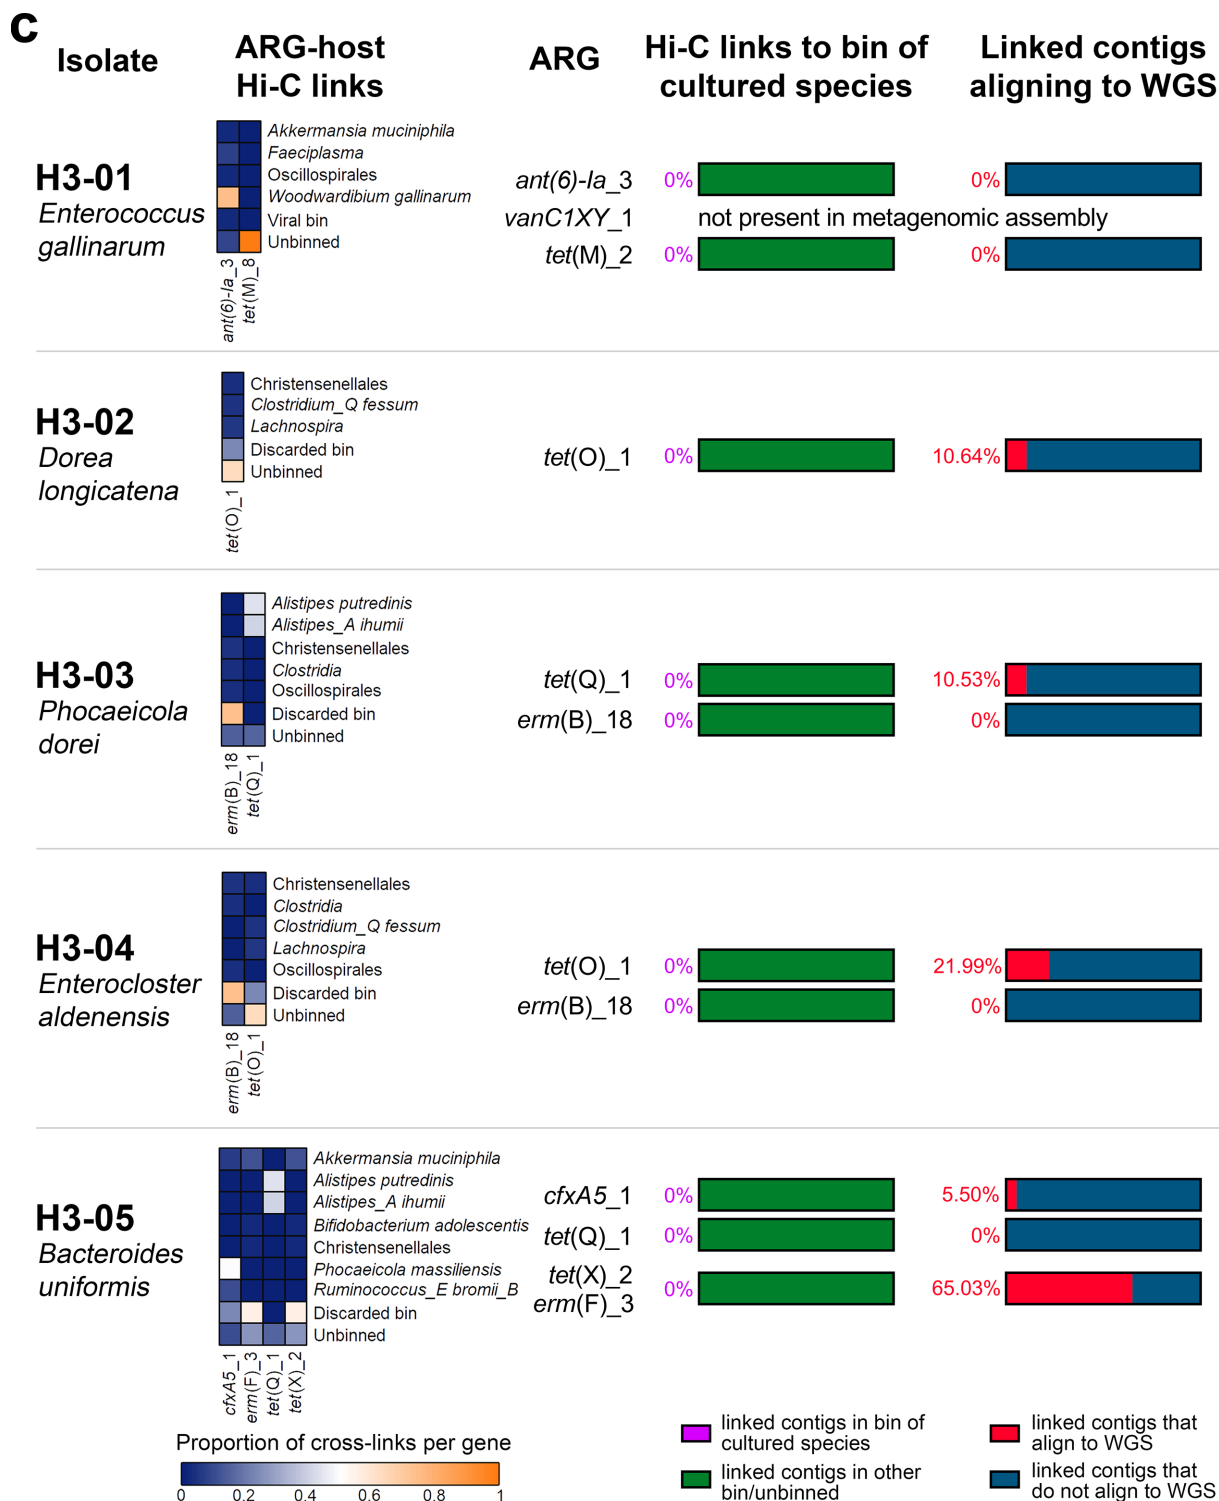 c
Isolate
ARG-host
Hi-C links
ARG
Hi-C links to bin of
cultured species
Linked contigs
aligning to WGS
H3-01
Enterococcus
gallinarum
Akkermansia muciniphila
Faeciplasma
Oscillospirales
Woodwardibium gallinarum
Viral bin
Unbinned
ant(6)-Ia_3
tet(M)_8
ant(6)-Ia_3
0%
0%
vanC1XY_1
not present in metagenomic assembly
tet(M)_2
0%
0%
H3-02
Dorea
longicatena
Christensenellales
Clostridium_Q fessum
Lachnospira
Discarded bin
Unbinned
tet(O)_1
tet(O)_1
0%
10.64%
H3-03
Phocaeicola
dorei
Alistipes putredinis
Alistipes_A ihumii
Christensenellales
Clostridia
Oscillospirales
Discarded bin
Unbinned
erm(B)_18
tet(Q)_1
tet(Q)_1
0%
10.53%
erm(B)_18
0%
0%
H3-04
Enterocloster
aldenensis
Christensenellales
Clostridia
Clostridium_Q fessum
Lachnospira
Oscillospirales
Discarded bin
Unbinned
erm(B)_18
tet(O)_1
tet(O)_1
0%
21.99%
erm(B)_18
0%
0%
H3-05
Bacteroides
uniformis
Akkermansia muciniphila
Alistipes putredinis
Alistipes_A ihumii
Bifidobacterium adolescentis
Christensenellales
Phocaeicola massiliensis
Ruminococcus_E bromii_B
Discarded bin
Unbinned
cfxA5_1
erm(F)_3
tet(Q)_1
tet(X)_2
cfxA5_1
0%
5.50%
tet(Q)_1
0%
0%
tet(X)_2
erm(F)_3
0%
65.03%
Proportion of cross-links per gene
0
0.2
0.4
0.6
0.8
1
linked contigs in bin of
cultured species
linked contigs in other
bin/unbinned
linked contigs that
align to WGS
linked contigs that
do not align to WGS